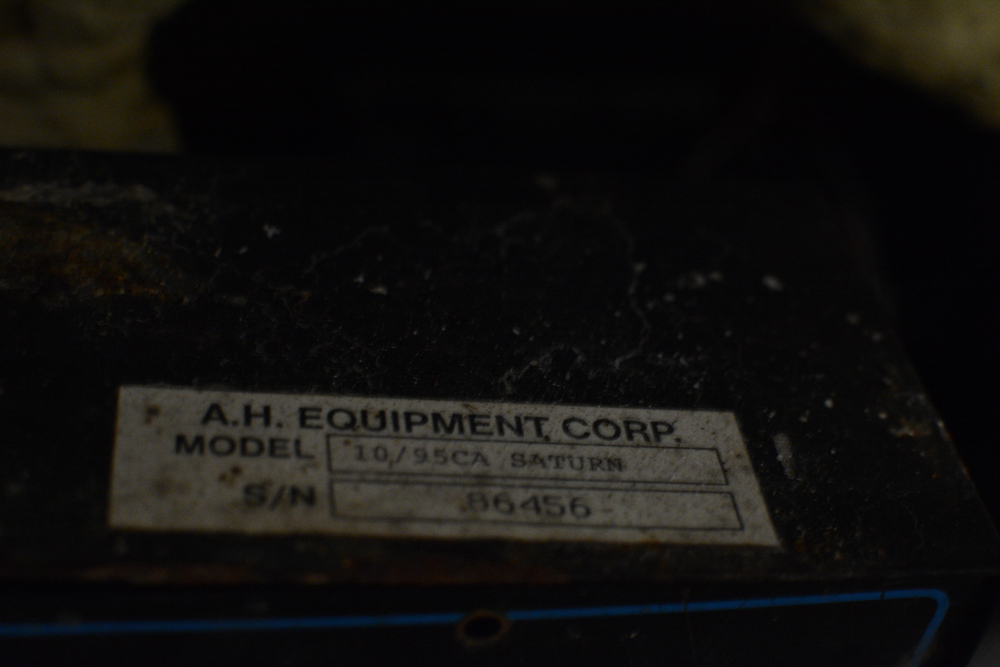 A.H. EQUIPMENT CORP.
MODEL 10/95CA SATURN
S/N 86456